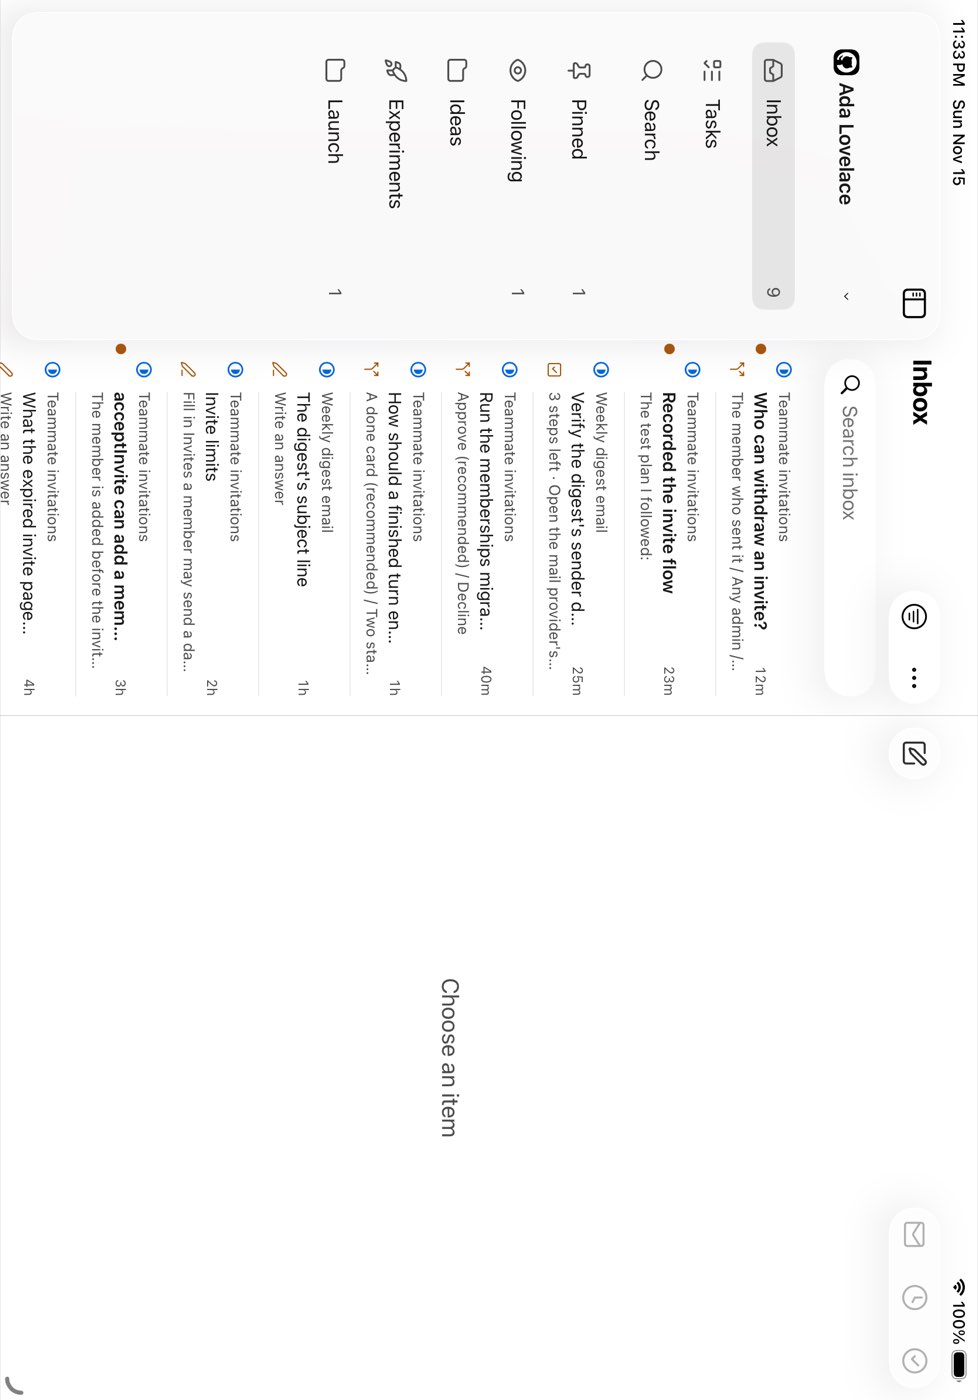 11:33 PM Sun Nov 15
100%
Ada Lovelace
Inbox 9
Tasks
Search
Pinned 1
Following 1
Ideas
Experiments
Launch 1
Inbox
Search inbox
Teammate invitations
Who can withdraw an invite? 12m
The member who sent it / Any admin /...
Teammate invitations
Recorded the invite flow 23m
The test plan I followed:
Weekly digest email
Verify the digest's sender d... 25m
3 steps left · Open the mail provider's...
Teammate invitations
Run the memberships migra... 40m
Approve (recommended) / Decline
Teammate invitations
How should a finished turn en... 1h
A done card (recommended) / Two sta...
Weekly digest email
The digest's subject line 1h
Write an answer
Teammate invitations
Invite limits 2h
Fill in Invites a member may send a da...
Teammate invitations
acceptInvite can add a mem... 3h
The member is added before the invit...
Teammate invitations
What the expired invite page... 4h
Write an answer
Choose an item